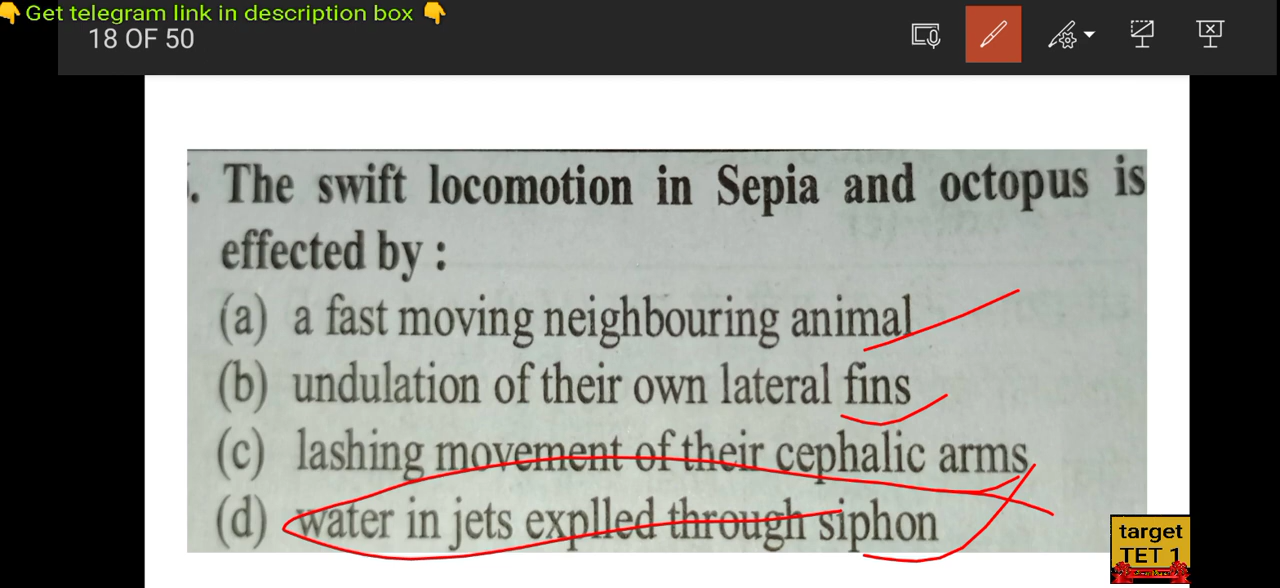 👇 Get telegram link in description box 👇
18 OF 50
. The swift locomotion in Sepia and octopus is
effected by :
(a) a fast moving neighbouring animal
(b) undulation of their own lateral fins
(c) lashing movement of their cephalic arms
(d) water in jets explled through siphon
target
TET 1